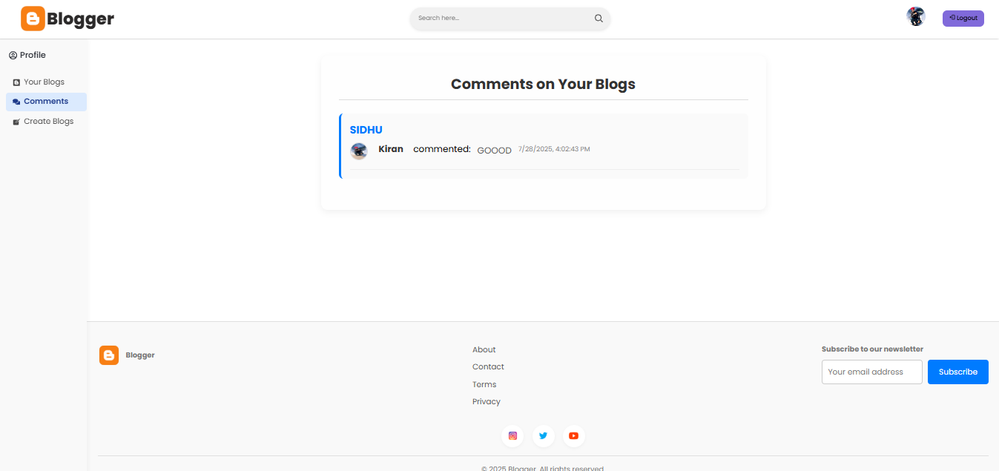 Blogger
Search here...
Logout
Profile
Your Blogs
Comments
Create Blogs
Comments on Your Blogs
SIDHU
Kiran commented: GOOOD 7/28/2025, 4:02:43 PM
Blogger
About
Contact
Terms
Privacy
Subscribe to our newsletter
Your email address
Subscribe
© 2025 Blogger. All rights reserved.